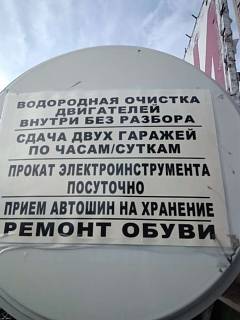 ВОДОРОДНАЯ ОЧИСТКА
ДВИГАТЕЛЕЙ
ВНУТРИ БЕЗ РАЗБОРА
СДАЧА ДВУХ ГАРАЖЕЙ
ПО ЧАСАМ/СУТКАМ
ПРОКАТ ЭЛЕКТРОИНСТРУМЕНТА
ПОСУТОЧНО
ПРИЕМ АВТОШИН НА ХРАНЕНИЕ
РЕМОНТ ОБУВИ